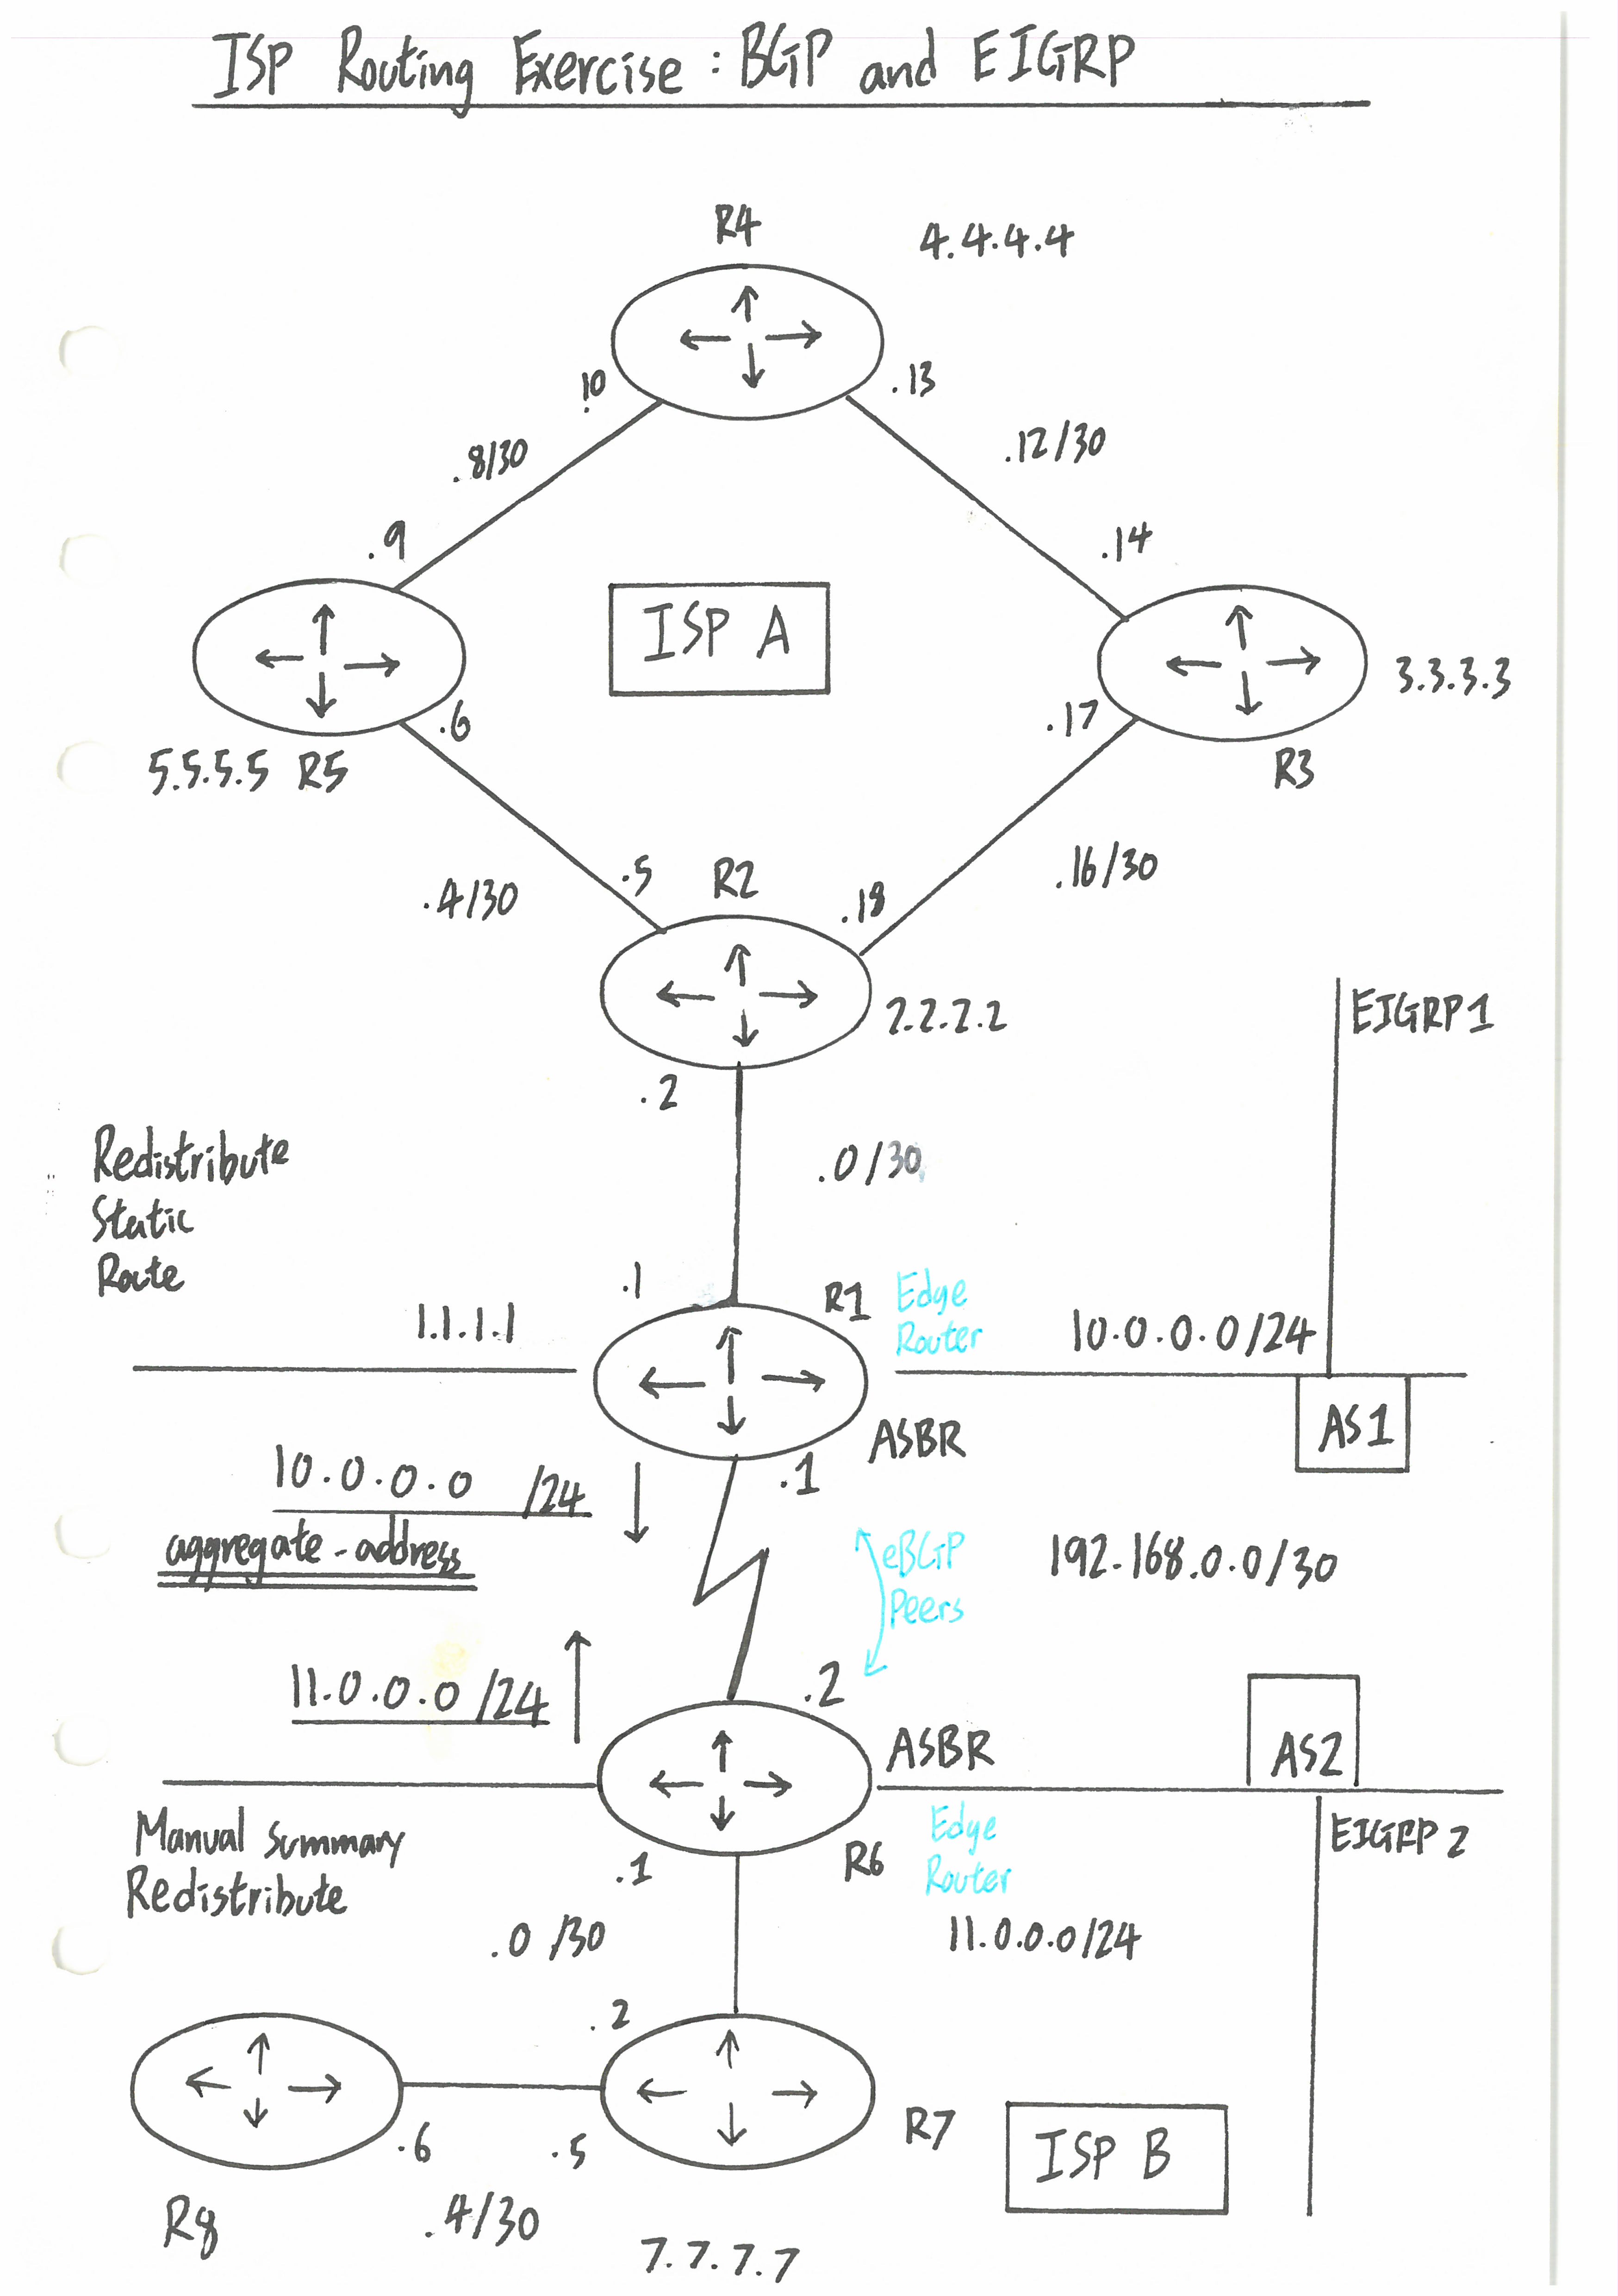 ISP Routing Exercise : BGP and EIGRP
R4
4.4.4.4
.10
.13
.8/30
.12/30
.9
.14
ISP A
3.3.3.3
.6
.17
5.5.5.5 R5
R3
.4/30
.5
R2
.18
.16/30
2.2.2.2
EIGRP1
.2
.0/30
Redistribute
Static
Route
.1
1.1.1.1
R1
Edge
Router
10.0.0.0/24
AS1
ASBR
.1
10.0.0.0 /24
aggregate-address
eBGP
Peers
192.168.0.0/30
11.0.0.0/24
.2
ASBR
AS2
Manual Summary
Redistribute
.1
R6
Edge
Router
EIGRP 2
.0/30
11.0.0.0/24
.2
.6
.5
R7
ISP B
R8
.4/30
7.7.7.7